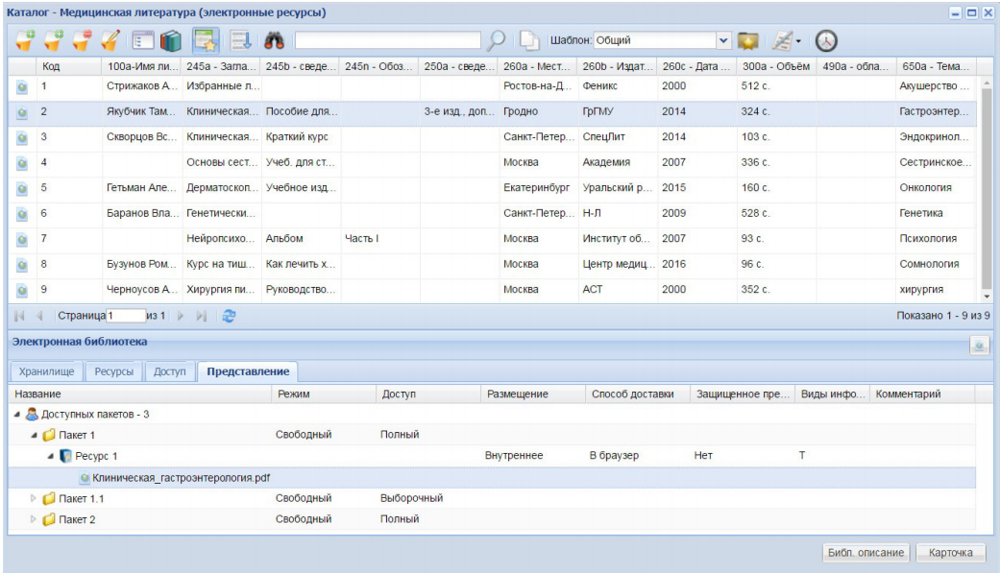 Каталог - Медицинская литература (электронные ресурсы)
Шаблон: Общий
Код 100a-Имя ли... 245a - Загла... 245b - сведе... 245n - Обоз... 250a - сведе... 260a - Мест... 260b - Издат... 260c - Дата ... 300a - Объём 490a - обла... 650a - Тема...
1 Стрижаков А... Избранные л... Ростов-на-Д... Феникс 2000 512 с. Акушерство ...
2 Якубчик Там... Клиническая... Пособие для... 3-е изд., доп... Гродно ГрГМУ 2014 324 с. Гастроэнтер...
3 Скворцов Вс... Клиническая... Краткий курс Санкт-Петер... СпецЛит 2014 103 с. Эндокринол...
4 Основы сест... Учеб. для ст... Москва Академия 2007 336 с. Сестринское...
5 Гетьман Але... Дерматоскоп... Учебное изд... Екатеринбург Уральский р... 2015 160 с. Онкология
6 Баранов Вла... Генетически... Санкт-Петер... Н-Л 2009 528 с. Генетика
7 Нейропсихо... Альбом Часть I Москва Институт об... 2007 93 с. Психология
8 Бузунов Ром... Курс на тиш... Как лечить х... Москва Центр медиц... 2016 96 с. Сомнология
9 Черноусов А... Хирургия пи... Руководство... Москва АСТ 2000 352 с. хирургия
Страница 1 из 1 Показано 1 - 9 из 9
Электронная библиотека
Хранилище Ресурсы Доступ Представление
Название Режим Доступ Размещение Способ доставки Защищенное пре... Виды инфо... Комментарий
Доступных пакетов - 3
Пакет 1 Свободный Полный
Ресурс 1 Внутреннее В браузер Нет Т
Клиническая_гастроэнтерология.pdf
Пакет 1.1 Свободный Выборочный
Пакет 2 Свободный Полный
Библ. описание Карточка